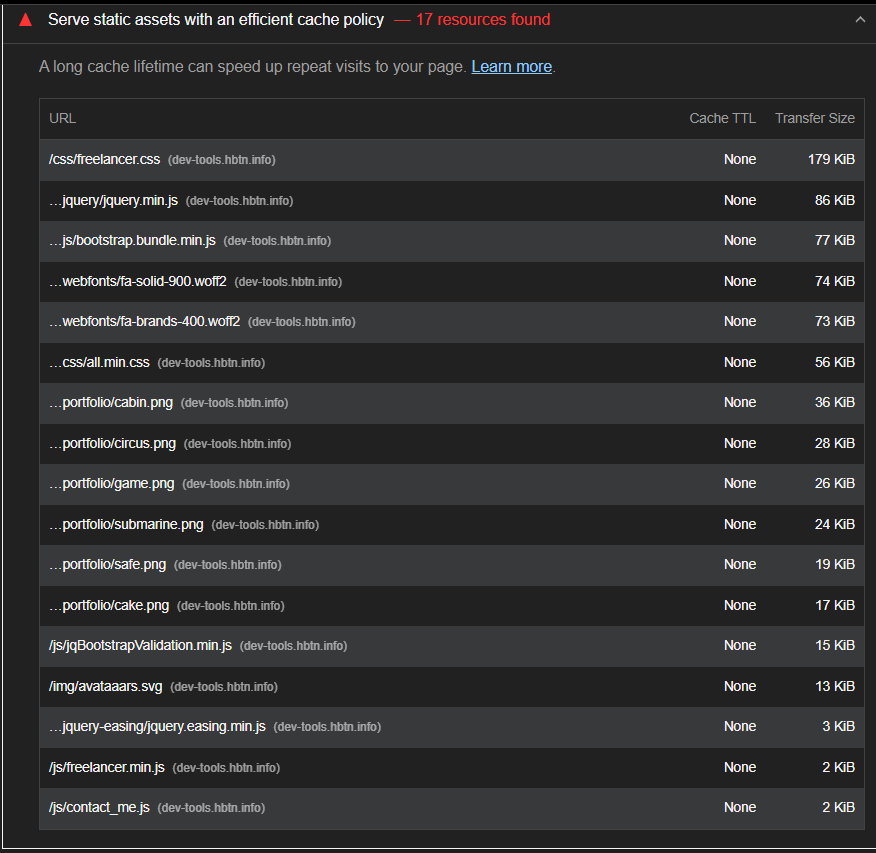 Serve static assets with an efficient cache policy — 17 resources found
A long cache lifetime can speed up repeat visits to your page. Learn more.
URL Cache TTL Transfer Size
/css/freelancer.css (dev-tools.hbtn.info) None 179 KiB
…jquery/jquery.min.js (dev-tools.hbtn.info) None 86 KiB
…js/bootstrap.bundle.min.js (dev-tools.hbtn.info) None 77 KiB
…webfonts/fa-solid-900.woff2 (dev-tools.hbtn.info) None 74 KiB
…webfonts/fa-brands-400.woff2 (dev-tools.hbtn.info) None 73 KiB
…css/all.min.css (dev-tools.hbtn.info) None 56 KiB
…portfolio/cabin.png (dev-tools.hbtn.info) None 36 KiB
…portfolio/circus.png (dev-tools.hbtn.info) None 28 KiB
…portfolio/game.png (dev-tools.hbtn.info) None 26 KiB
…portfolio/submarine.png (dev-tools.hbtn.info) None 24 KiB
…portfolio/safe.png (dev-tools.hbtn.info) None 19 KiB
…portfolio/cake.png (dev-tools.hbtn.info) None 17 KiB
/js/jqBootstrapValidation.min.js (dev-tools.hbtn.info) None 15 KiB
/img/avataaars.svg (dev-tools.hbtn.info) None 13 KiB
…jquery-easing/jquery.easing.min.js (dev-tools.hbtn.info) None 3 KiB
/js/freelancer.min.js (dev-tools.hbtn.info) None 2 KiB
/js/contact_me.js (dev-tools.hbtn.info) None 2 KiB